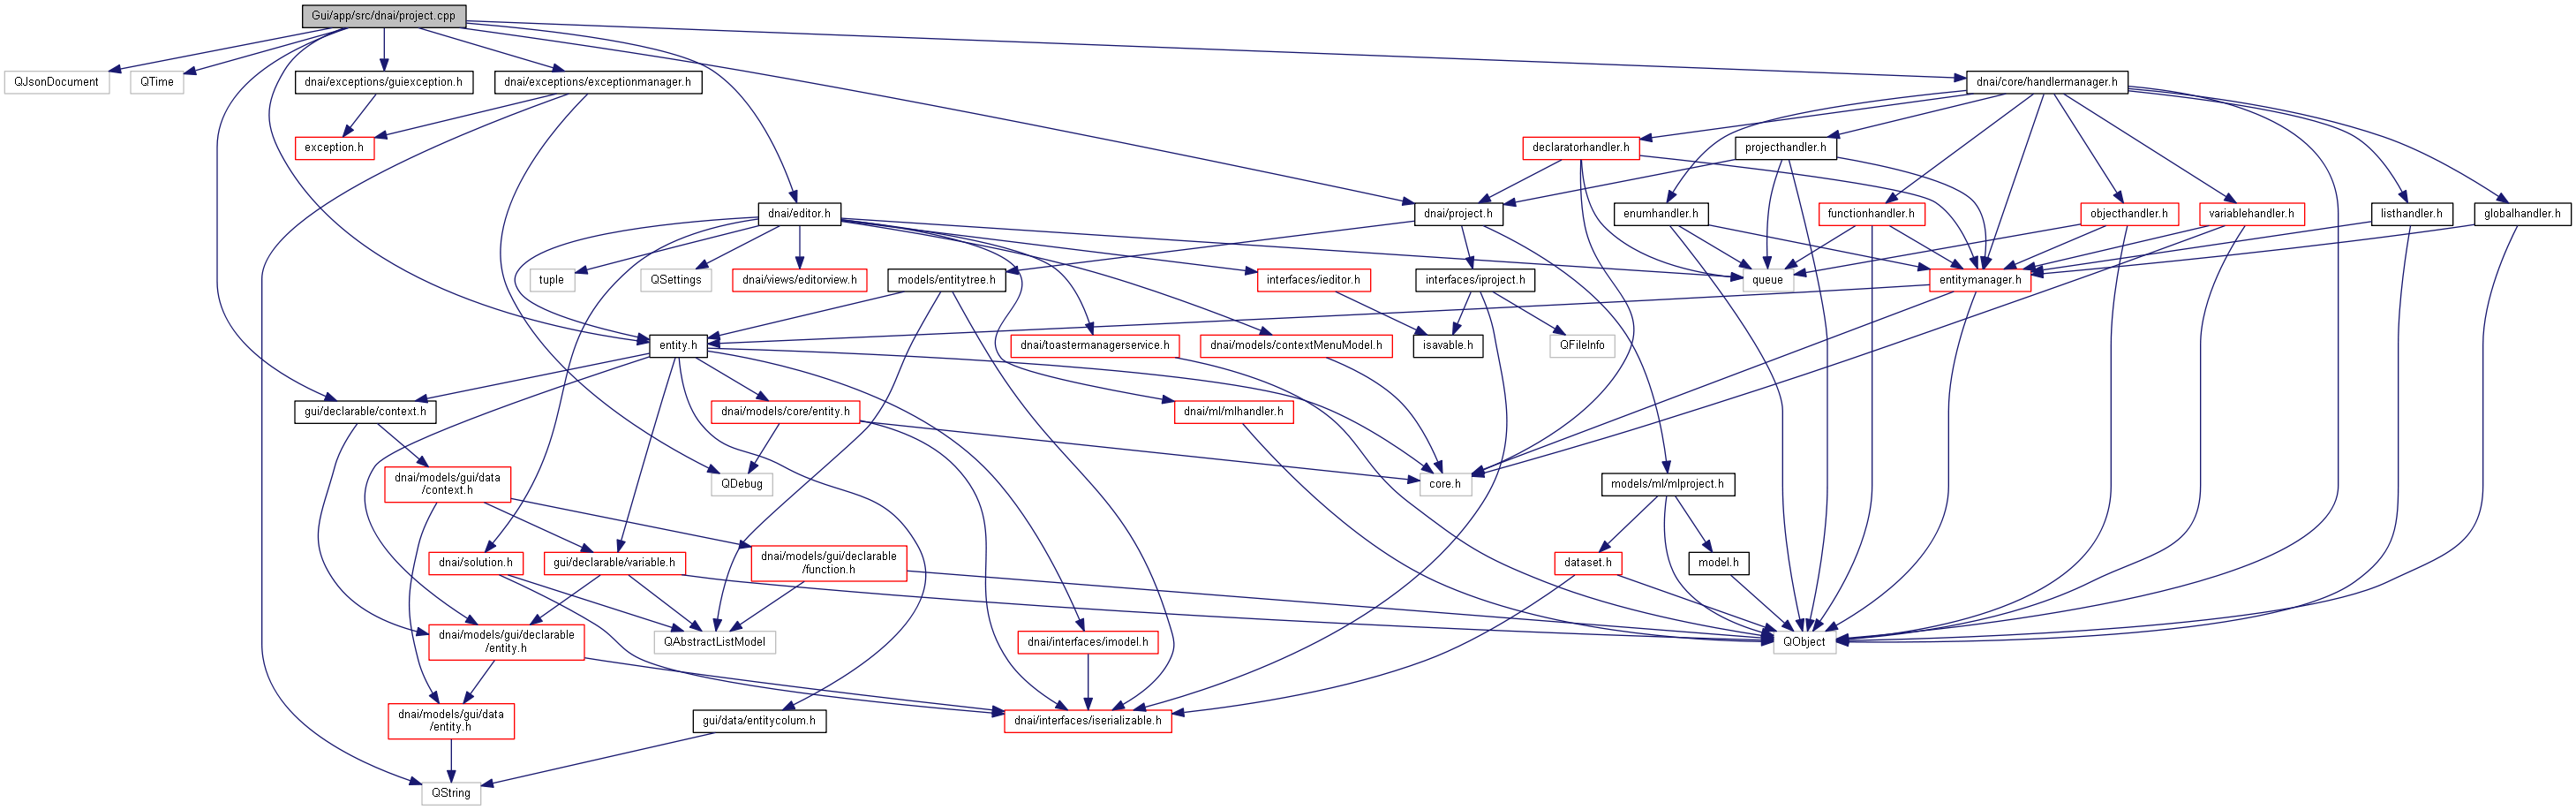 Gui/app/src/dnai/project.cpp
QJsonDocument
QTime
dnai/exceptions/guiexception.h
dnai/exceptions/exceptionmanager.h
dnai/core/handlermanager.h
exception.h
declaratorhandler.h
projecthandler.h
dnai/editor.h
dnai/project.h
enumhandler.h
functionhandler.h
objecthandler.h
variablehandler.h
listhandler.h
globalhandler.h
tuple
QSettings
dnai/views/editorview.h
models/entitytree.h
interfaces/ieditor.h
interfaces/iproject.h
queue
entitymanager.h
entity.h
dnai/toastermanagerservice.h
dnai/models/contextMenuModel.h
isavable.h
QFileInfo
gui/declarable/context.h
dnai/models/core/entity.h
dnai/ml/mlhandler.h
dnai/models/gui/data
/context.h
QDebug
core.h
models/ml/mlproject.h
dnai/solution.h
gui/declarable/variable.h
dnai/models/gui/declarable
/function.h
dataset.h
model.h
dnai/models/gui/declarable
/entity.h
QAbstractListModel
dnai/interfaces/imodel.h
QObject
dnai/models/gui/data
/entity.h
gui/data/entitycolum.h
dnai/interfaces/iserializable.h
QString